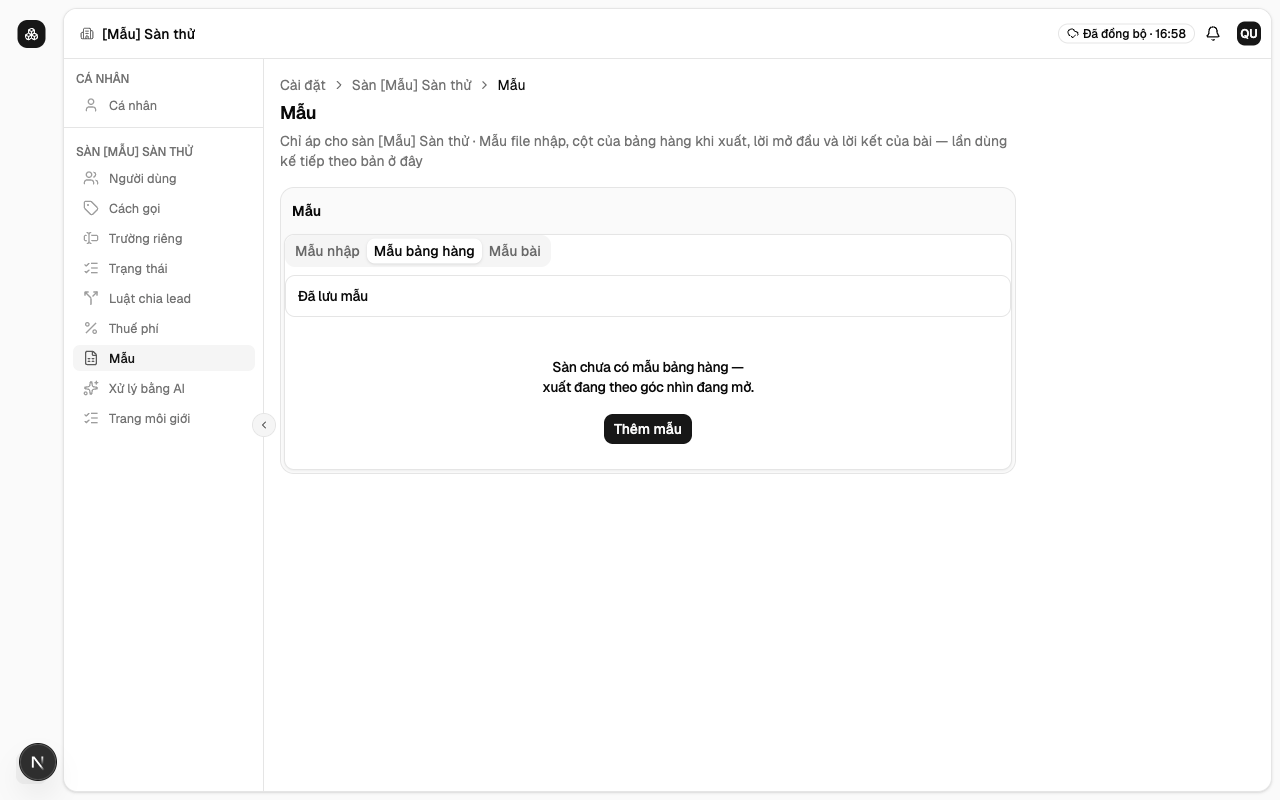 [Mẫu] Sàn thử
Đã đồng bộ · 16:58
QU
CÁ NHÂN
Cá nhân
SÀN [MẪU] SÀN THỬ
Người dùng
Cách gọi
Trường riêng
Trạng thái
Luật chia lead
Thuế phí
Mẫu
Xử lý bằng AI
Trang môi giới
Cài đặt > Sàn [Mẫu] Sàn thử > Mẫu
Mẫu
Chỉ áp cho sàn [Mẫu] Sàn thử · Mẫu file nhập, cột của bảng hàng khi xuất, lời mở đầu và lời kết của bài — lần dùng
kế tiếp theo bản ở đây
Mẫu
Mẫu nhập Mẫu bảng hàng Mẫu bài
Đã lưu mẫu
Sàn chưa có mẫu bảng hàng —
xuất đang theo góc nhìn đang mở.
Thêm mẫu
N